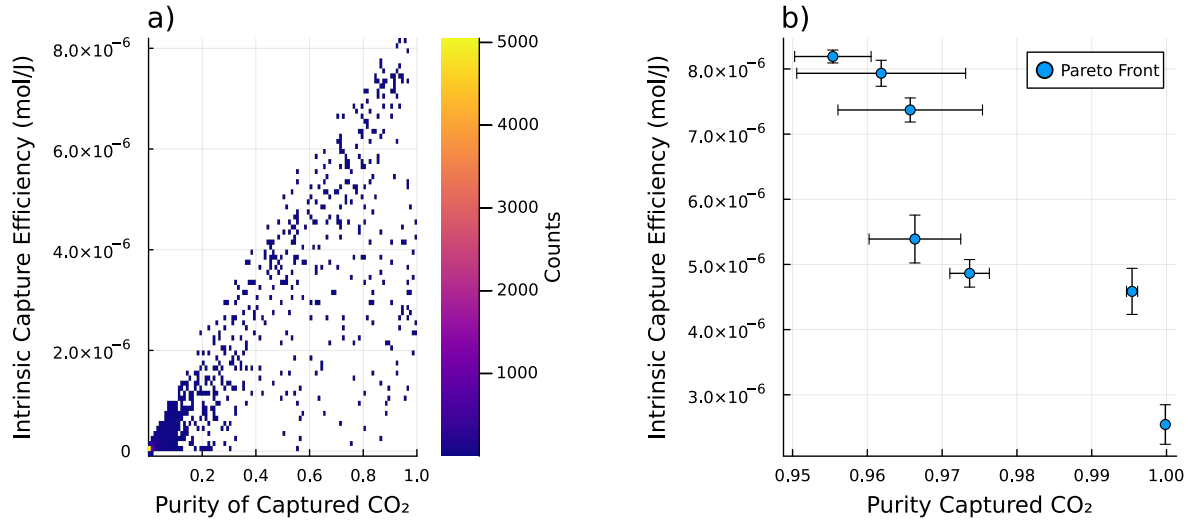 a)
Intrinsic Capture Efficiency (mol/J)
8.0×10⁻⁶
6.0×10⁻⁶
4.0×10⁻⁶
2.0×10⁻⁶
0
0.2 0.4 0.6 0.8 1.0
Purity of Captured CO₂
5000
4000
3000
2000
1000
Counts
b)
Intrinsic Capture Efficiency (mol/J)
8.0×10⁻⁶
7.0×10⁻⁶
6.0×10⁻⁶
5.0×10⁻⁶
4.0×10⁻⁶
3.0×10⁻⁶
Pareto Front
0.95 0.96 0.97 0.98 0.99 1.00
Purity Captured CO₂